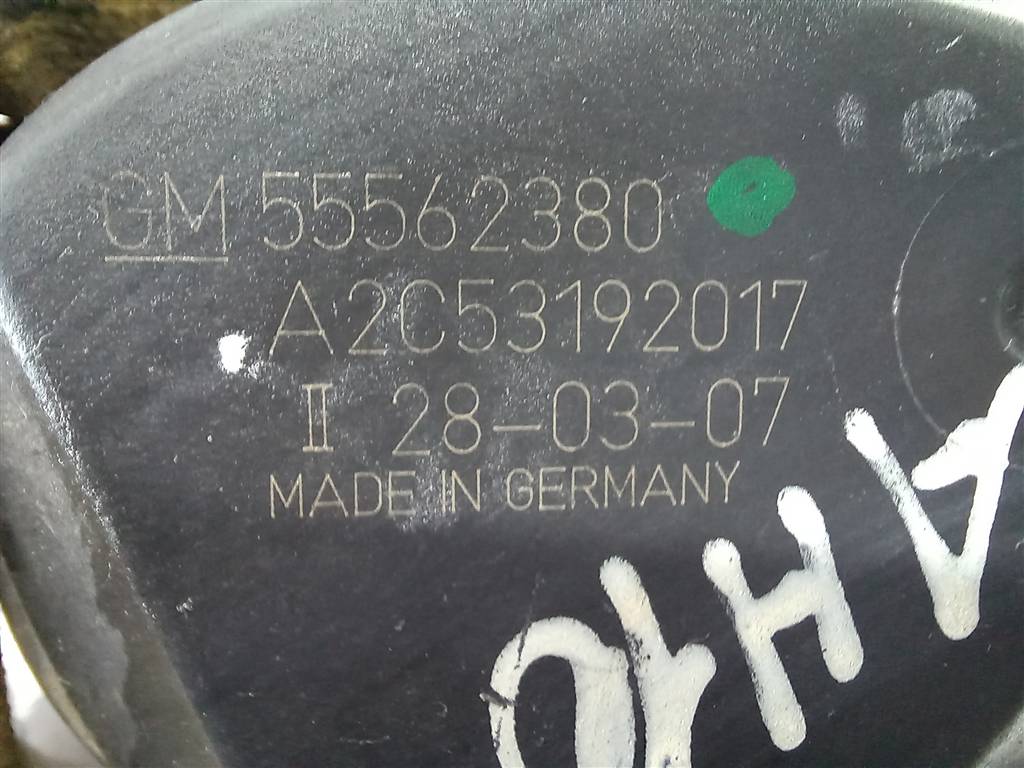 GM 55562380
A2C53192017
II 28-03-07
MADE IN GERMANY